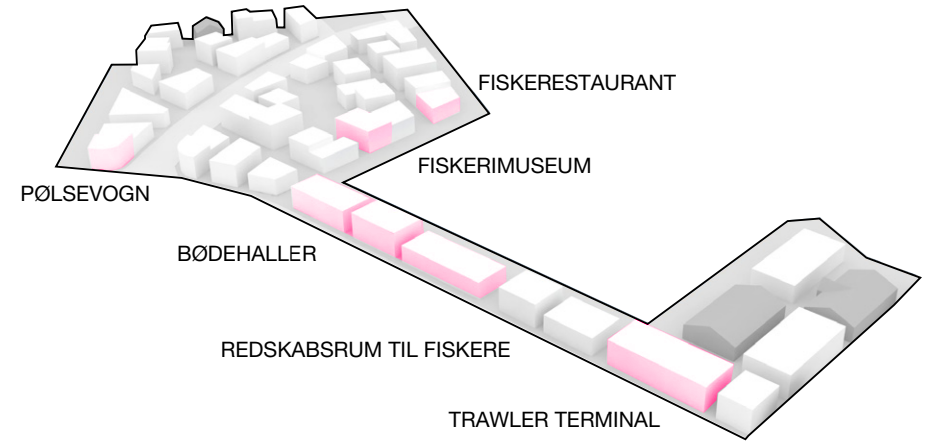 FISKERESTAURANT
FISKERIMUSEUM
PØLSEVOGN
BØDEHALLER
REDSKABSRUM TIL FISKERE
TRAWLER TERMINAL